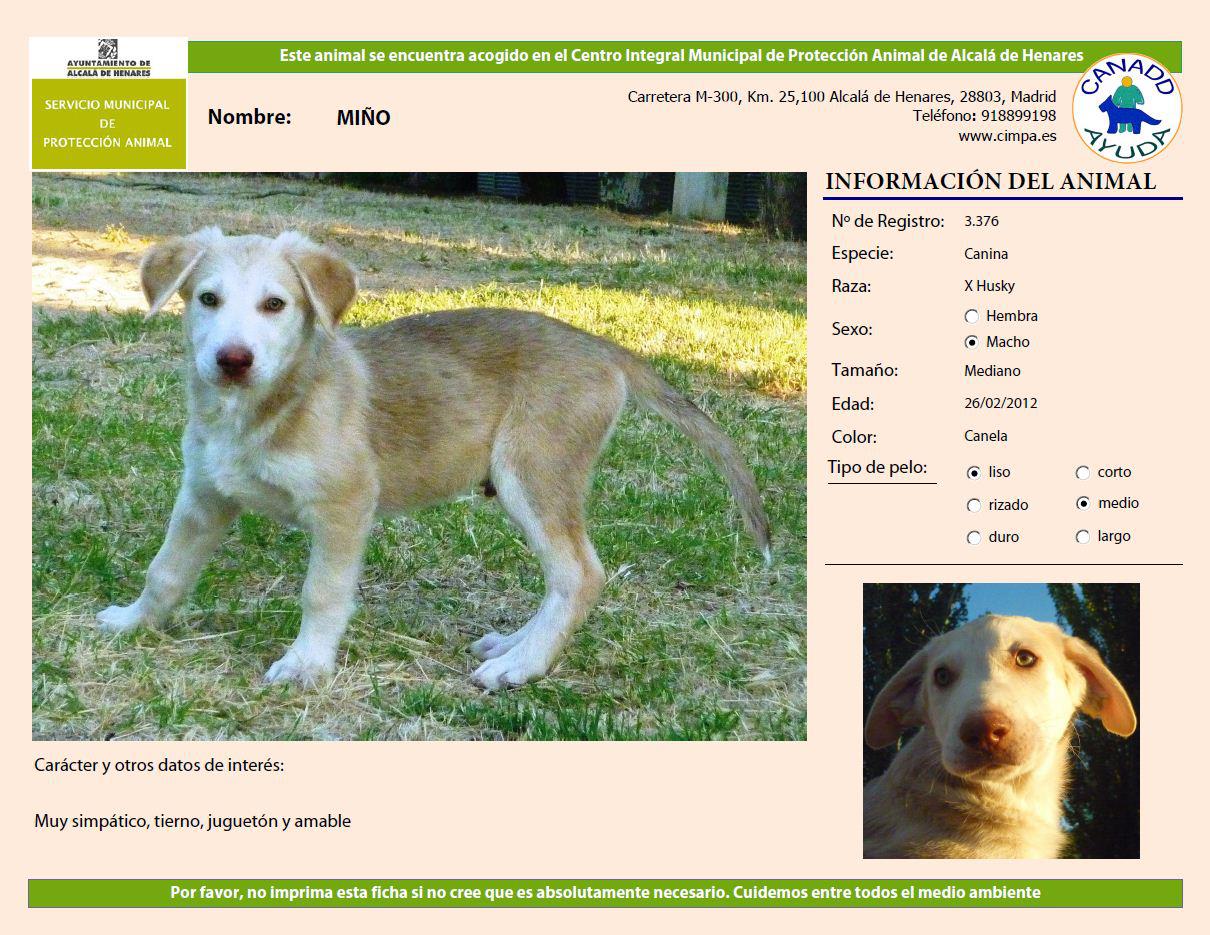 AYUNTAMIENTO DE
ALCALÁ DE HENARES
Este animal se encuentra acogido en el Centro Integral Municipal de Protección Animal de Alcalá de Henares
SERVICIO MUNICIPAL
DE
PROTECCIÓN ANIMAL
Nombre: MIÑO
Carretera M-300, Km. 25,100 Alcalá de Henares, 28803, Madrid
Teléfono: 918899198
www.cimpa.es
CANADD
AYUDA
INFORMACIÓN DEL ANIMAL
Nº de Registro: 3.376
Especie: Canina
Raza: X Husky
Sexo: Hembra
Macho
Tamaño: Mediano
Edad: 26/02/2012
Color: Canela
Tipo de pelo: liso corto
rizado medio
duro largo
Carácter y otros datos de interés:
Muy simpático, tierno, juguetón y amable
Por favor, no imprima esta ficha si no cree que es absolutamente necesario. Cuidemos entre todos el medio ambiente